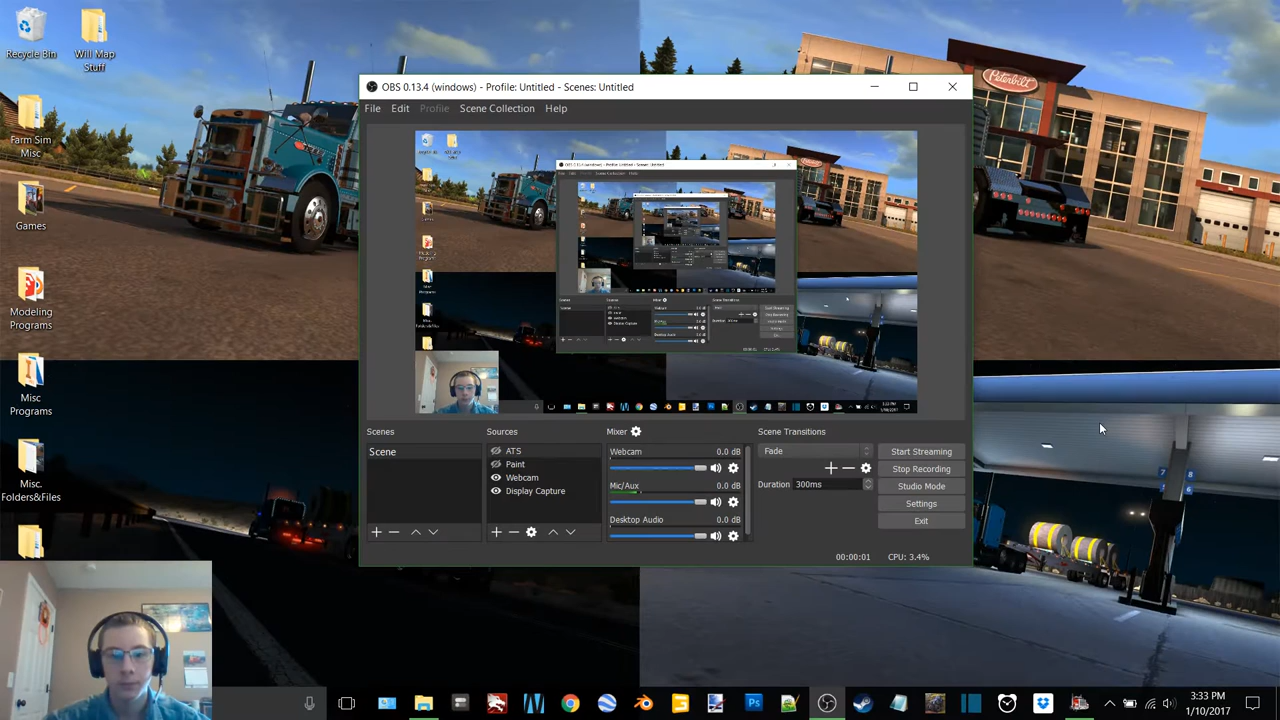 Recycle Bin
Will Map
Stuff
Farm Sim
Misc
Games
Modeling
Programs
Misc
Programs
Misc.
Folders&Files
Peterbilt
OBS 0.13.4 (windows) - Profile: Untitled - Scenes: Untitled
File Edit Profile Scene Collection Help
Scenes
Scene
Sources
ATS
Paint
Webcam
Display Capture
Mixer
Webcam 0.0 dB
Mic/Aux 0.0 dB
Desktop Audio 0.0 dB
Scene Transitions
Fade
Duration 300ms
Start Streaming
Stop Recording
Studio Mode
Settings
Exit
00:00:01 CPU: 3.4%
7 8
5 6
3:33 PM
1/10/2017